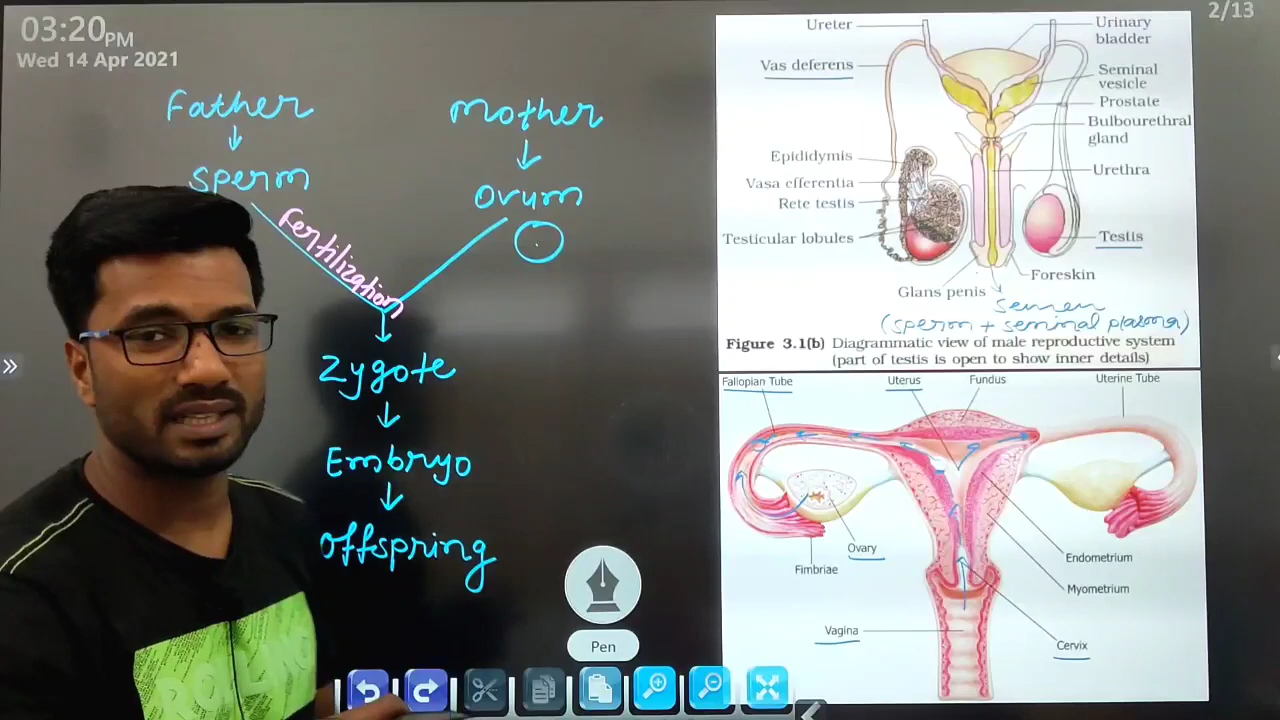 03:20 PM
Wed 14 Apr 2021
2/13
Father
Mother
sperm
Ovum
Fertilization
Zygote
Embryo
Offspring
Pen
Ureter
Urinary
bladder
Vas deferens
Seminal
vesicle
Prostate
Bulbourethral
gland
Epididymis
Urethra
Vasa efferentia
Rete testis
Testicular lobules
Testis
Foreskin
Glans penis
semen
(sperm + seminal plasma)
Figure 3.1(b) Diagrammatic view of male reproductive system
(part of testis is open to show inner details)
Fallopian Tube
Uterus
Fundus
Uterine Tube
Ovary
Fimbriae
Endometrium
Myometrium
Vagina
Cervix